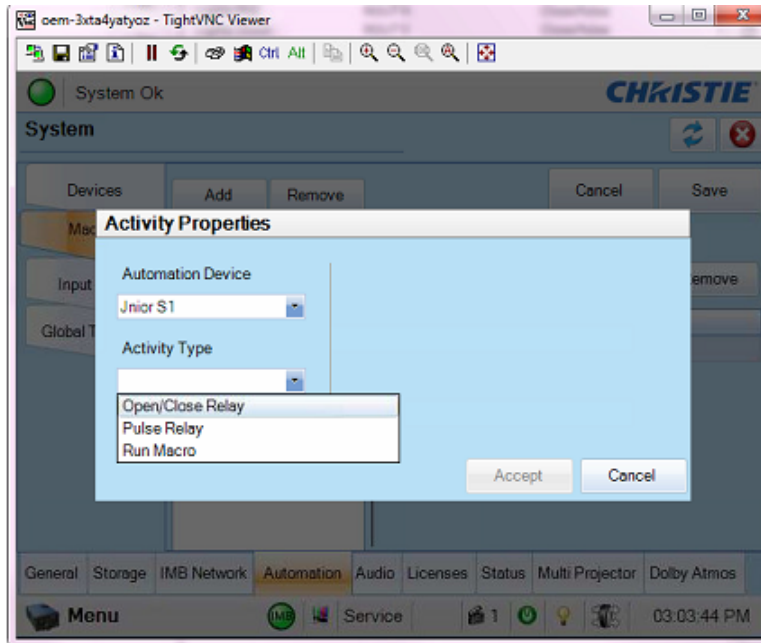 oem-3xta4yatyoz - TightVNC Viewer
Ctrl Alt
System Ok CHRISTIE
System
Devices Add Remove Cancel Save
Mac
Activity Properties
Automation Device
Input emove
Jnior S1
Global T
Activity Type
Open/Close Relay
Pulse Relay
Run Macro
Accept Cancel
General Storage IMB Network Automation Audio Licenses Status Multi Projector Dolby Atmos
Menu IMB Service 1 03:03:44 PM